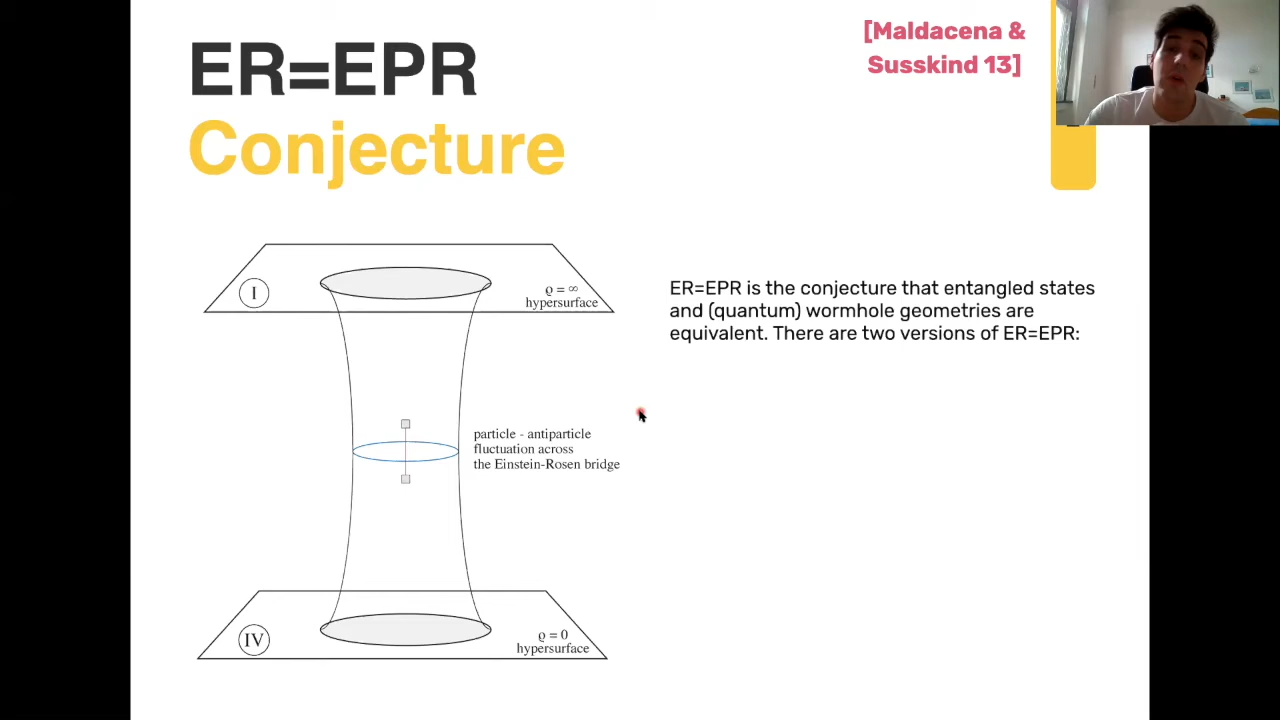 ER=EPR
Conjecture
[Maldacena &
Susskind 13]
I
ϱ = ∞
hypersurface
particle - antiparticle
fluctuation across
the Einstein-Rosen bridge
IV
ϱ = 0
hypersurface
ER=EPR is the conjecture that entangled states
and (quantum) wormhole geometries are
equivalent. There are two versions of ER=EPR: